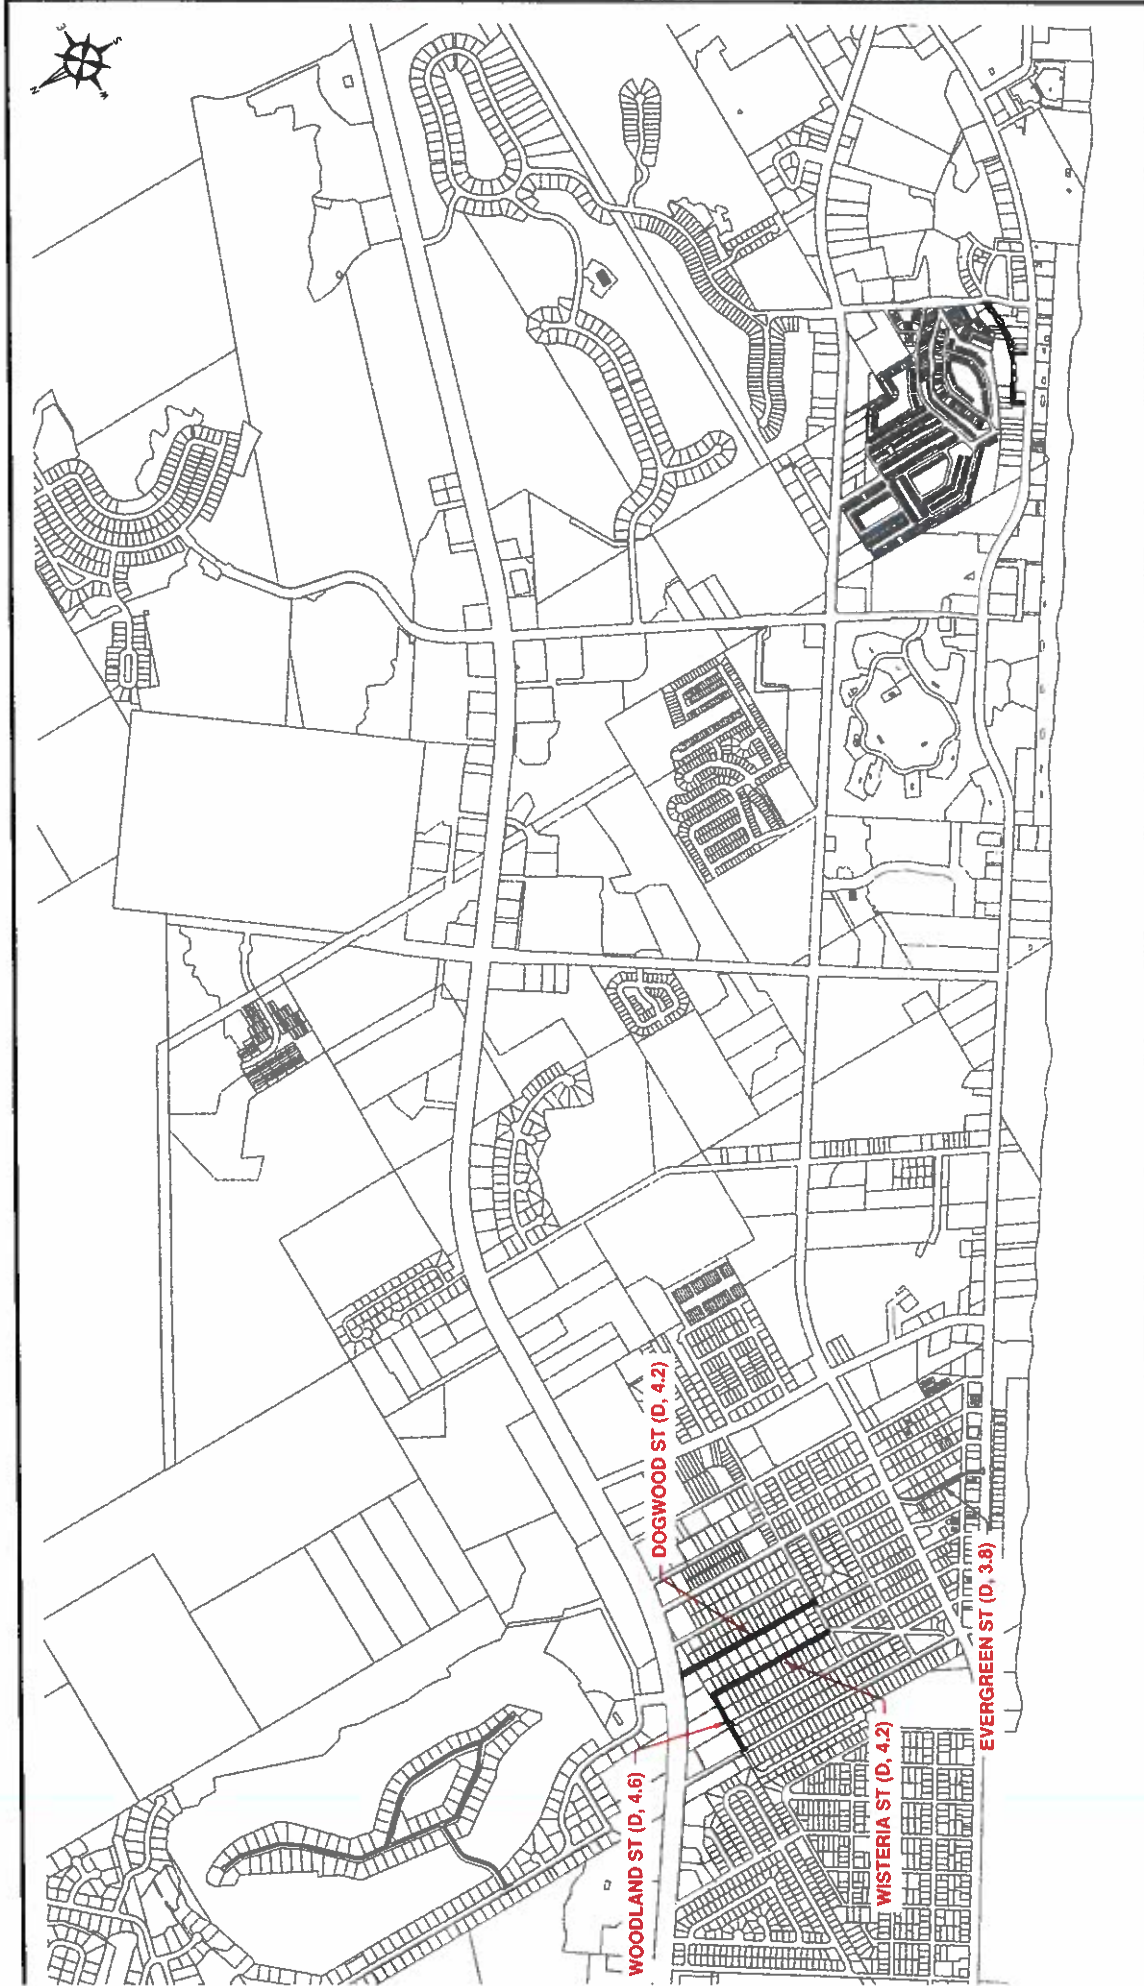 DOGWOOD ST (D, 4.2)
WOODLAND ST (D, 4.6)
WISTERIA ST (D, 4.2)
EVERGREEN ST (D, 3.8)
N
E
S
W